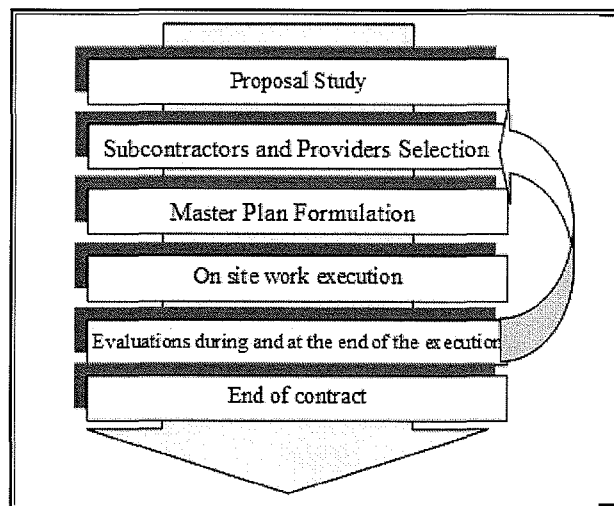 Proposal Study
Subcontractors and Providers Selection
Master Plan Formulation
On site work execution
Evaluations during and at the end of the execution
End of contract